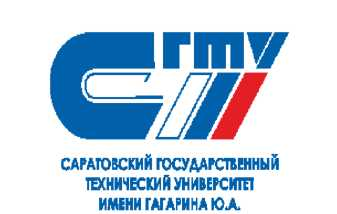 СГТУ
САРАТОВСКИЙ ГОСУДАРСТВЕННЫЙ
ТЕХНИЧЕСКИЙ УНИВЕРСИТЕТ
ИМЕНИ ГАГАРИНА Ю.А.